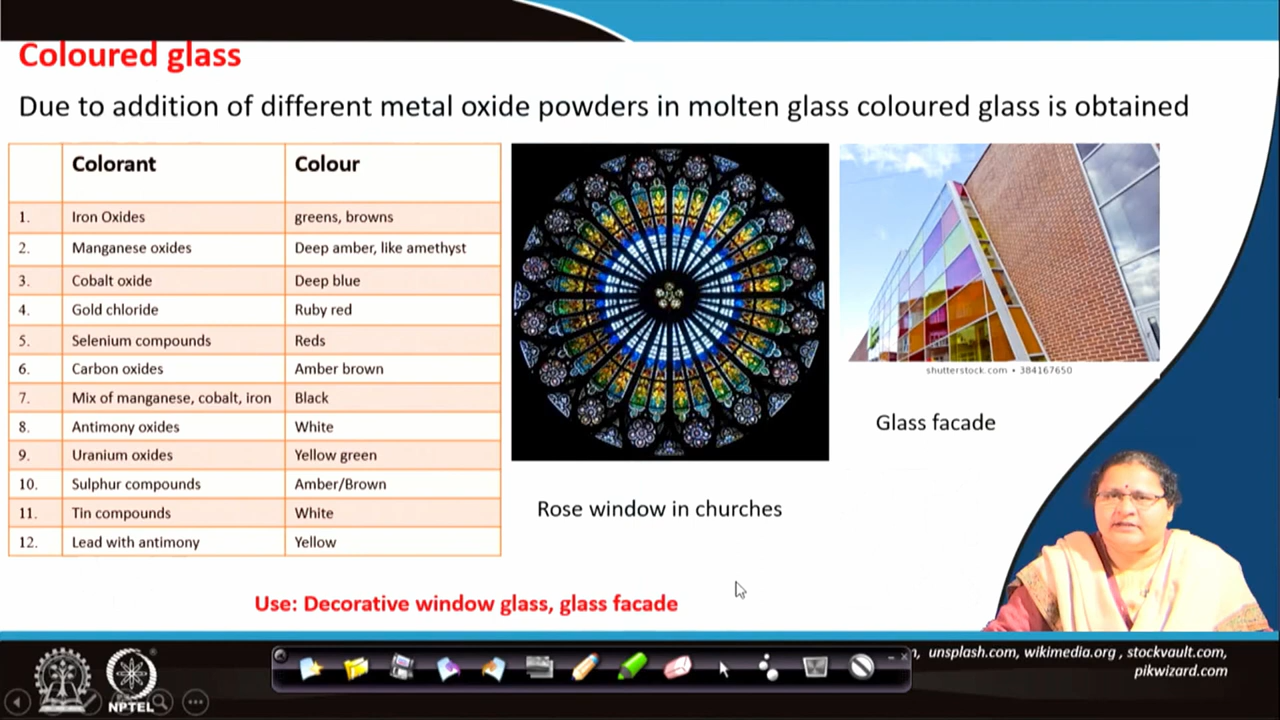 Coloured glass
Due to addition of different metal oxide powders in molten glass coloured glass is obtained
Colorant Colour
1. Iron Oxides greens, browns
2. Manganese oxides Deep amber, like amethyst
3. Cobalt oxide Deep blue
4. Gold chloride Ruby red
5. Selenium compounds Reds
6. Carbon oxides Amber brown
7. Mix of manganese, cobalt, iron Black
8. Antimony oxides White
9. Uranium oxides Yellow green
10. Sulphur compounds Amber/Brown
11. Tin compounds White
12. Lead with antimony Yellow
shutterstock.com • 384167650
Glass facade
Rose window in churches
Use: Decorative window glass, glass facade
unsplash.com, wikimedia.org , stockvault.com,
pikwizard.com
NPTEL